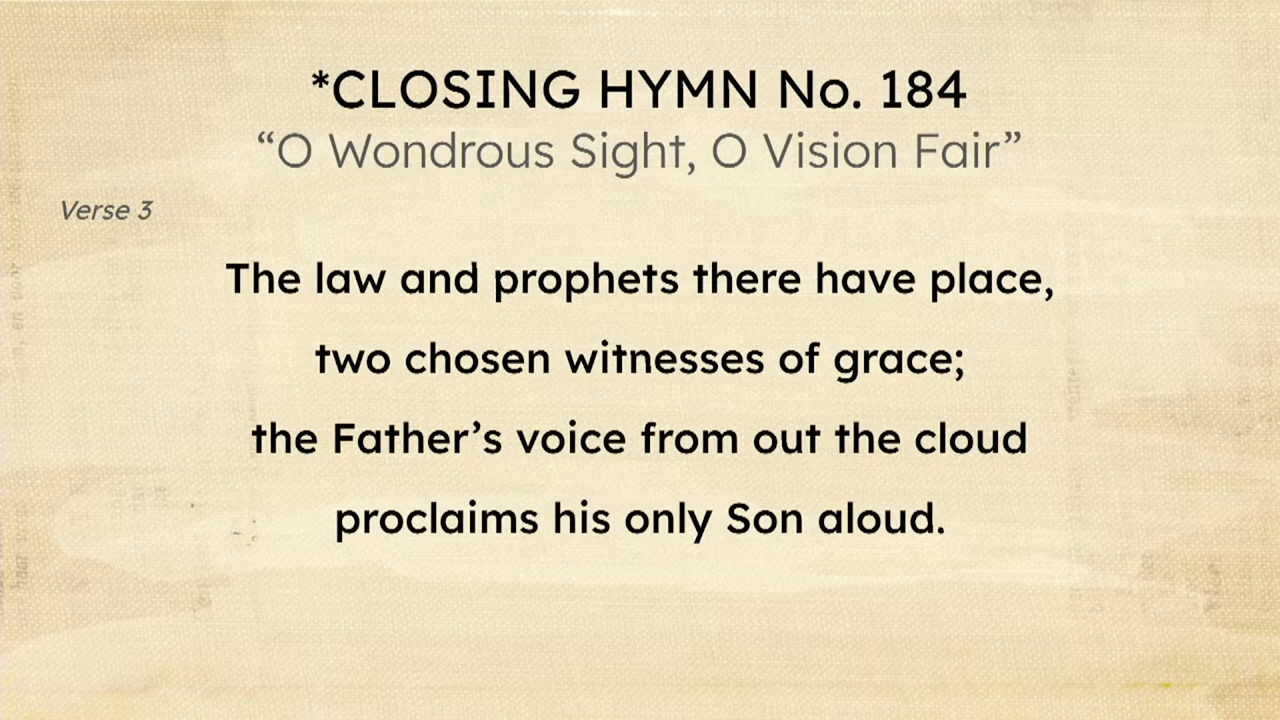 *CLOSING HYMN No. 184
“O Wondrous Sight, O Vision Fair”
Verse 3
The law and prophets there have place,
two chosen witnesses of grace;
the Father’s voice from out the cloud
proclaims his only Son aloud.